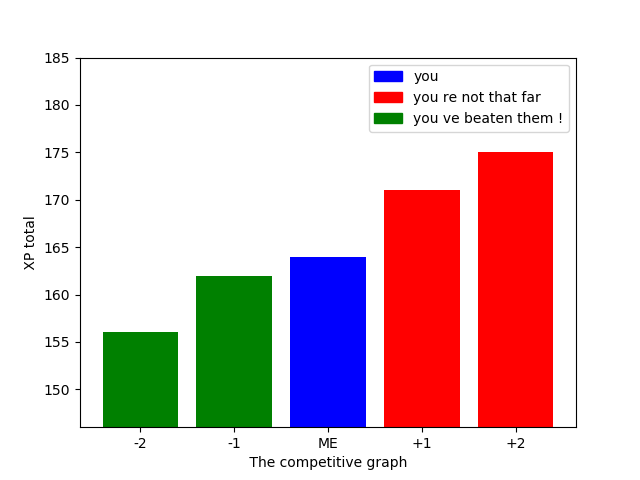 185
180
175
170
165
160
155
150
XP total
you
you re not that far
you ve beaten them !
-2 -1 ME +1 +2
The competitive graph